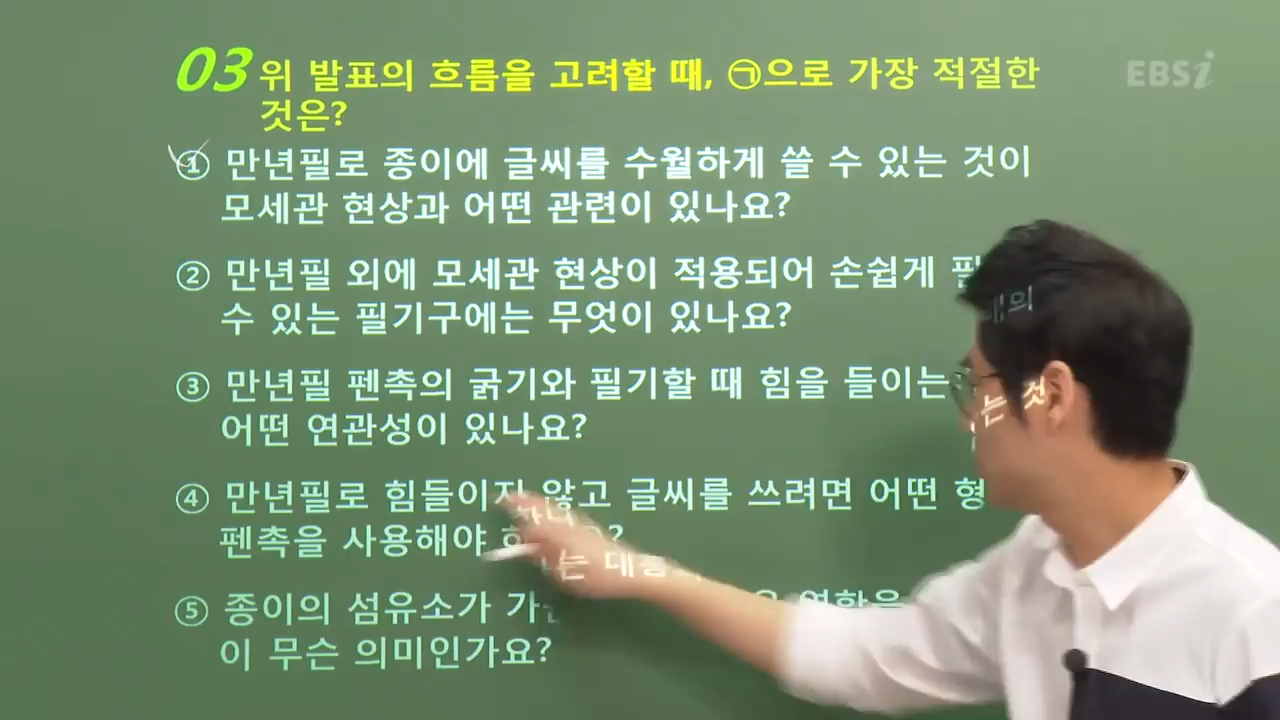 03 위 발표의 흐름을 고려할 때, ㉠으로 가장 적절한
것은?
EBSi
① 만년필로 종이에 글씨를 수월하게 쓸 수 있는 것이
모세관 현상과 어떤 관련이 있나요?
② 만년필 외에 모세관 현상이 적용되어 손쉽게
수 있는 필기구에는 무엇이 있나요?
③ 만년필 펜촉의 굵기와 필기할 때 힘을 들이는
어떤 연관성이 있나요?
④ 만년필로 힘들이지 않고 글씨를 쓰려면 어떤
펜촉을 사용해야
⑤ 종이의 섬유소가
이 무슨 의미인가요?